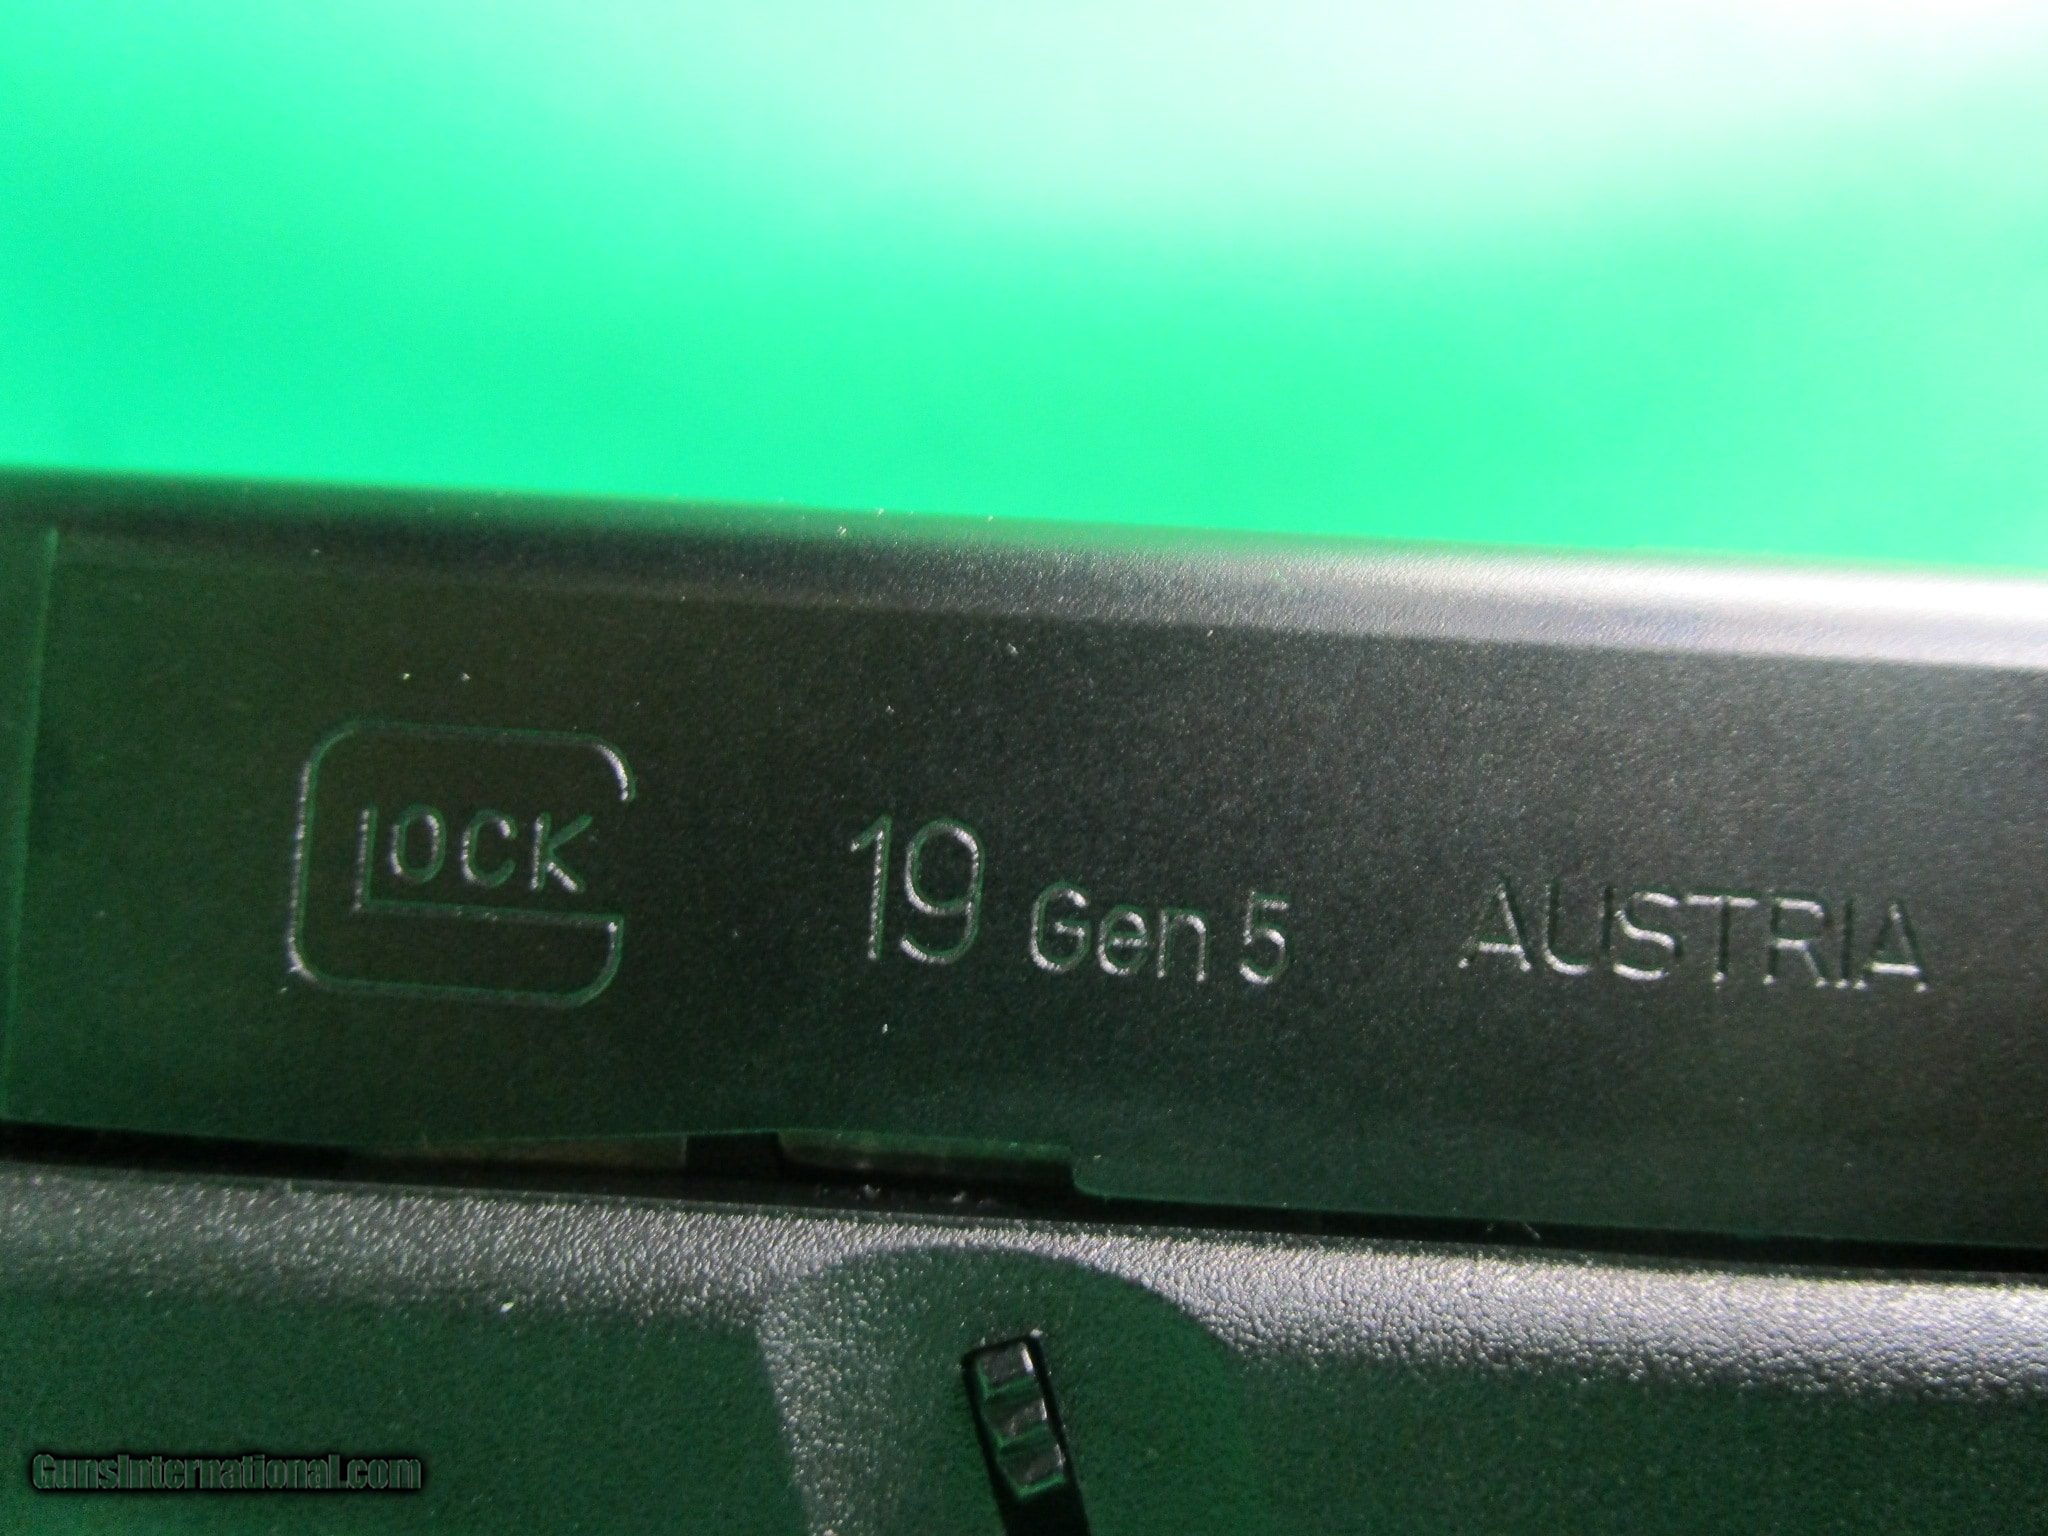 GLOCK 19 Gen 5 AUSTRIA
GunsInternational.com